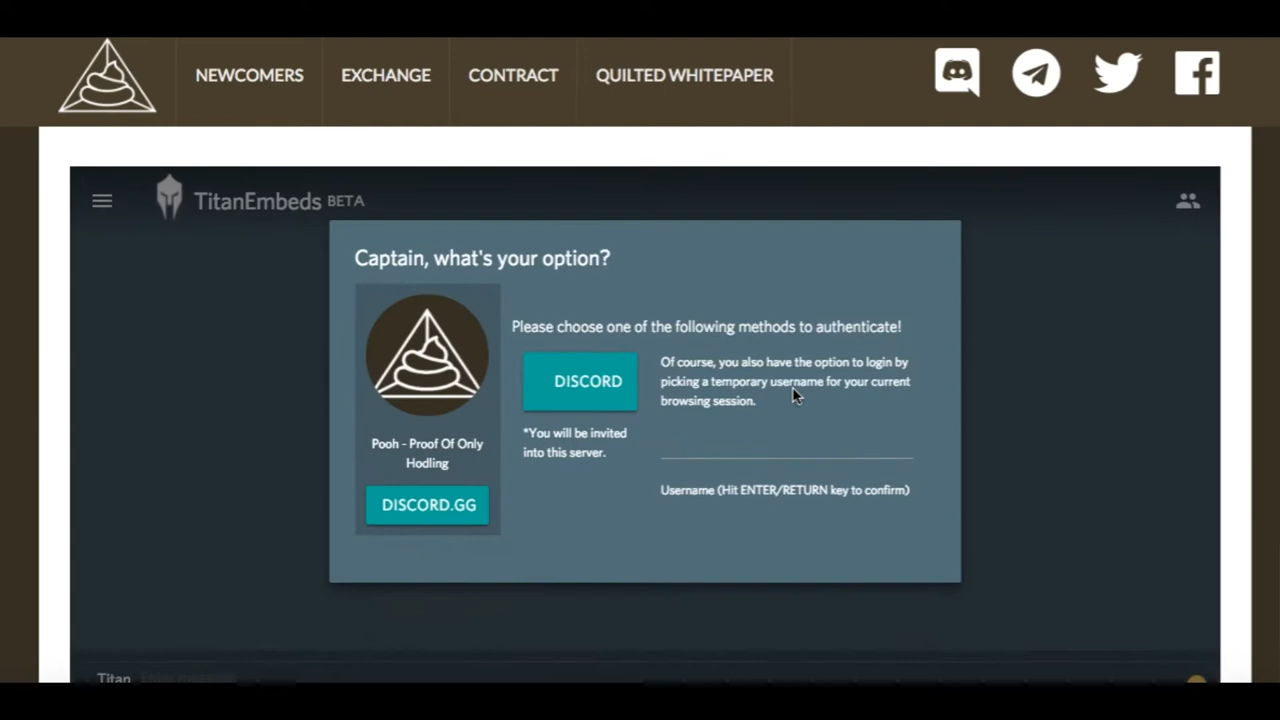 NEWCOMERS EXCHANGE CONTRACT QUILTED WHITEPAPER
TitanEmbeds BETA
Captain, what's your option?
Please choose one of the following methods to authenticate!
DISCORD
*You will be invited
into this server.
Of course, you also have the option to login by
picking a temporary username for your current
browsing session.
Username (Hit ENTER/RETURN key to confirm)
Pooh - Proof Of Only
Hodling
DISCORD.GG
Titan